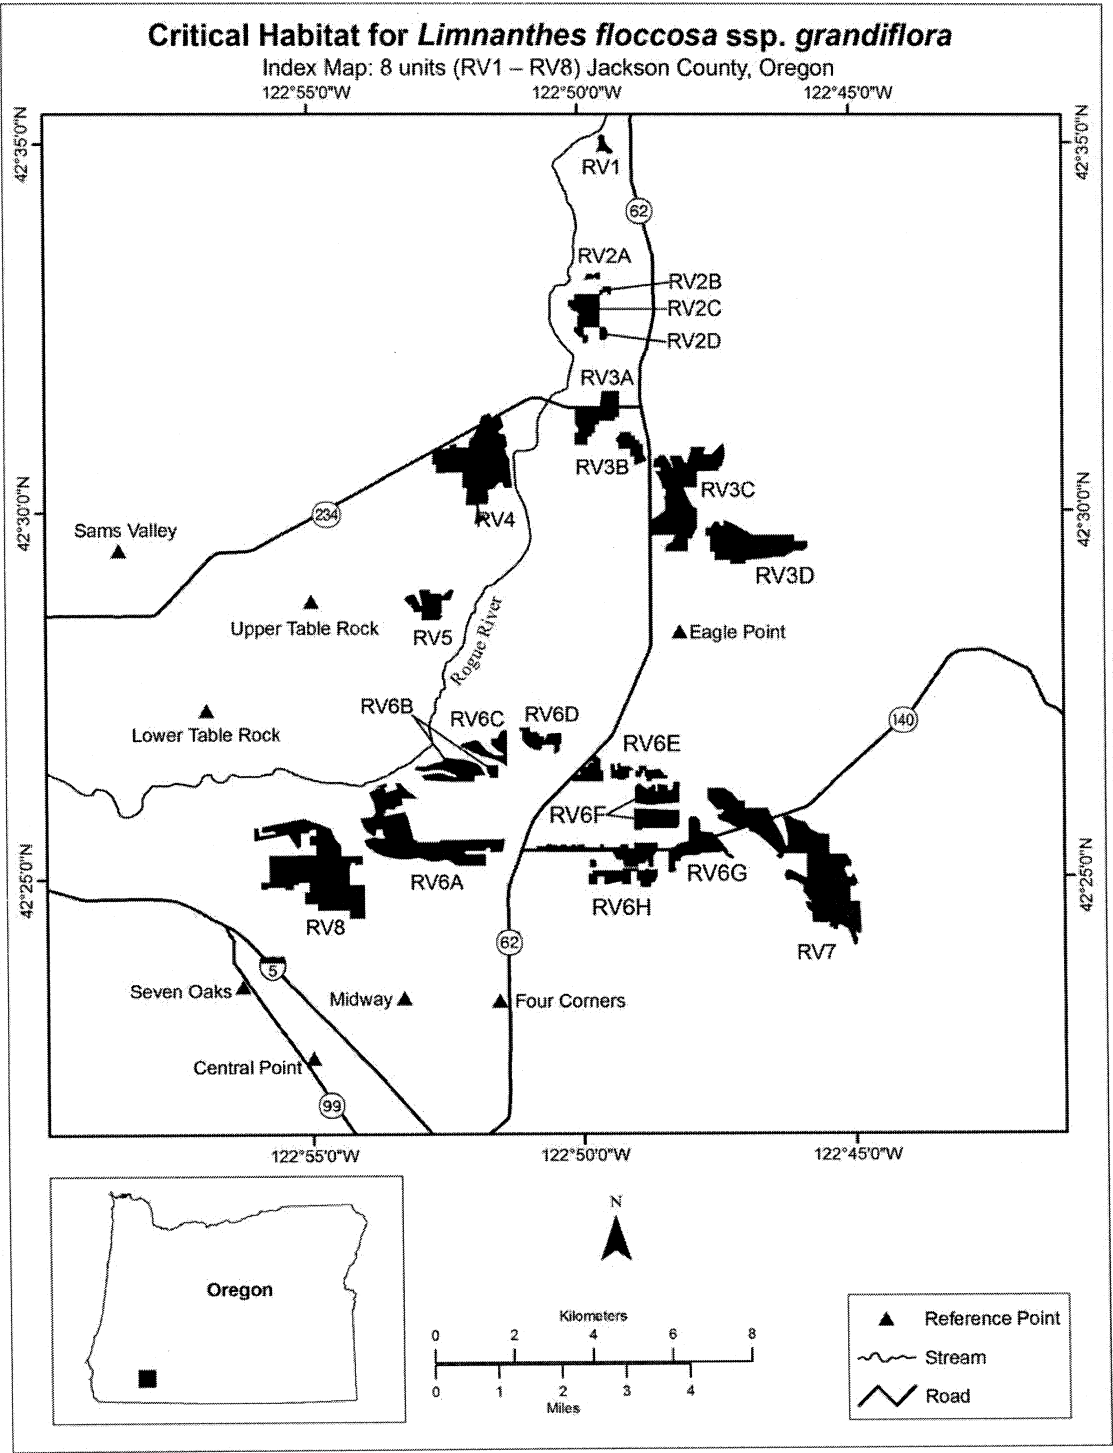 Critical Habitat for Limnanthes floccosa ssp. grandiflora
Index Map: 8 units (RV1 – RV8) Jackson County, Oregon
122°55'0"W
122°50'0"W
122°45'0"W
42°35'0"N
42°35'0"N
RV1
62
RV2A
RV2B
RV2C
RV2D
RV3A
RV3B
RV3C
RV4
42°30'0"N
42°30'0"N
234
Sams Valley
RV3D
Upper Table Rock
RV5
Rogue River
Eagle Point
RV6B
RV6C
RV6D
140
Lower Table Rock
RV6E
RV6F
RV6A
RV6G
42°25'0"N
42°25'0"N
RV6H
RV8
RV7
62
5
Seven Oaks
Midway
Four Corners
Central Point
99
122°55'0"W
122°50'0"W
122°45'0"W
N
Oregon
Kilometers
0 2 4 6 8
0 1 2 3 4
Miles
Reference Point
Stream
Road